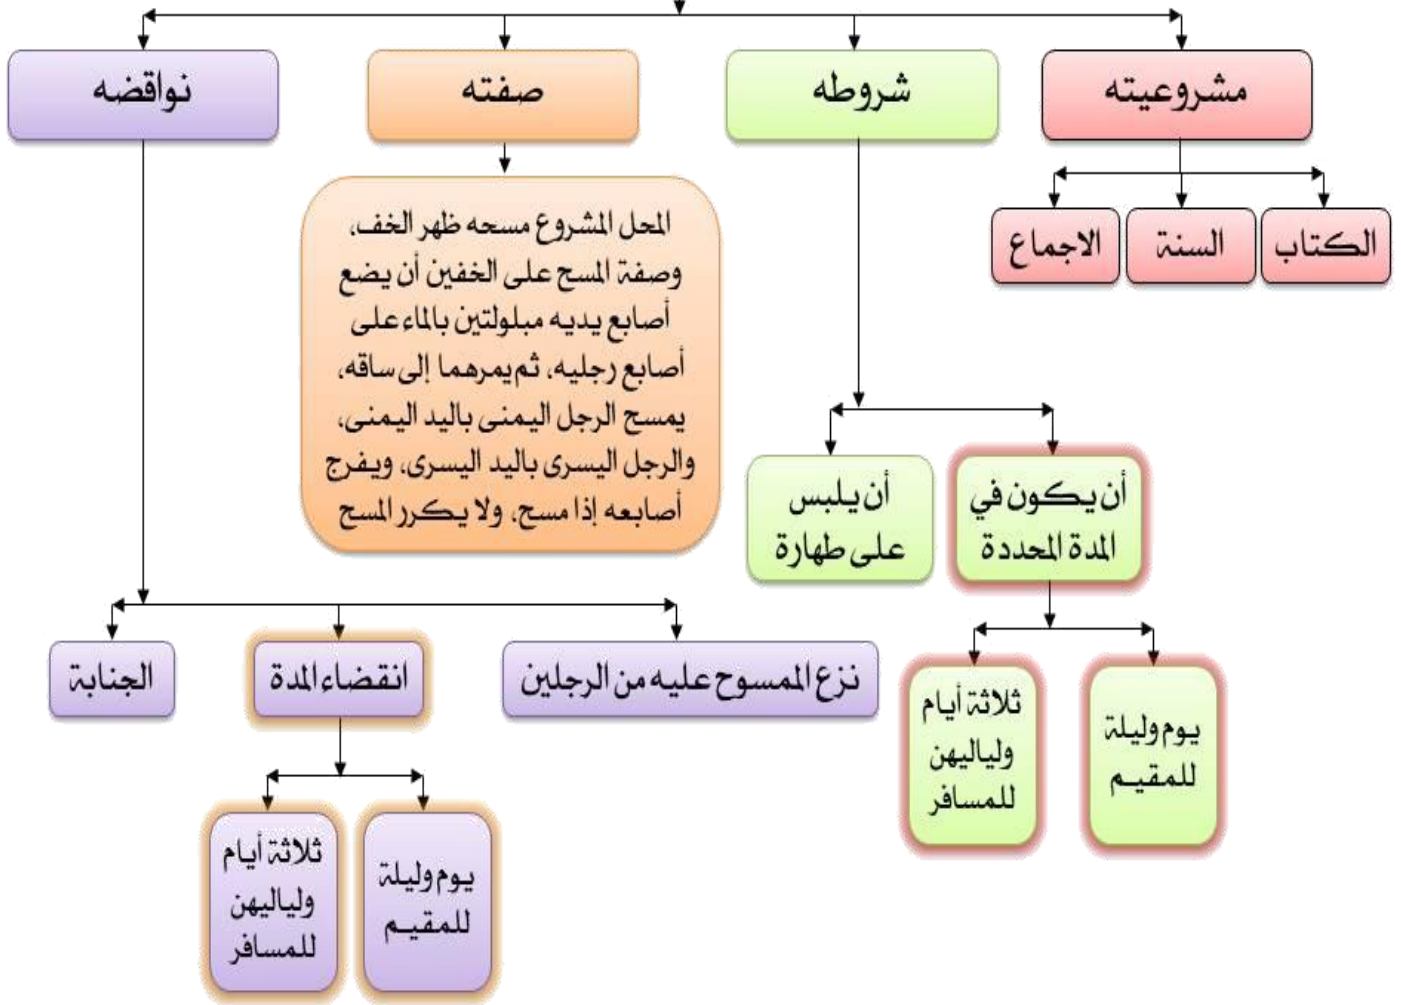 مشروعيته
شروطه
صفته
نواقضه
الكتاب
السنة
الاجماع
المحل المشروع مسحه ظهر الخف،
وصفة المسح على الخفين أن يضع
أصابع يديه مبلولتين بالماء على
أصابع رجليه، ثم يمرهما إلى ساقه،
يمسح الرجل اليمنى باليد اليمنى،
والرجل اليسرى باليد اليسرى، ويفرج
أصابعه إذا مسح، ولا يكرر المسح
أن يكون في
المدة المحددة
أن يلبس
على طهارة
يوم وليلة
للمقيم
ثلاثة أيام
ولياليهن
للمسافر
نزع الممسوح عليه من الرجلين
انقضاء المدة
الجنابة
يوم وليلة
للمقيم
ثلاثة أيام
ولياليهن
للمسافر